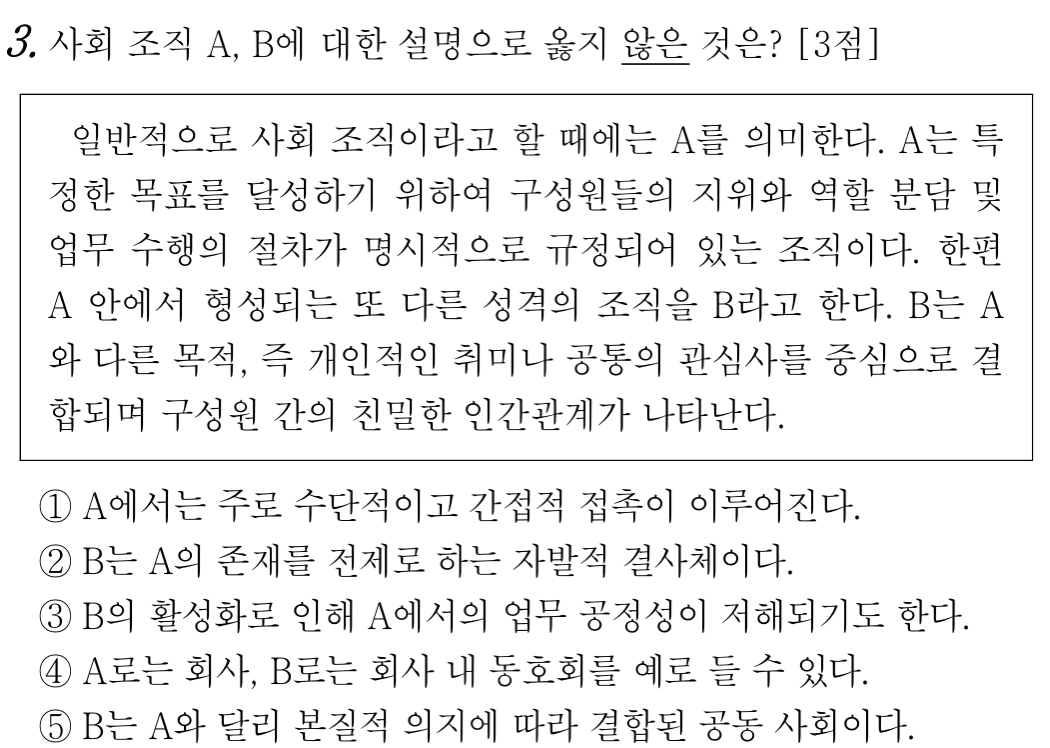 3. 사회 조직 A, B에 대한 설명으로 옳지 않은 것은? [3점]
일반적으로 사회 조직이라고 할 때에는 A를 의미한다. A는 특
정한 목표를 달성하기 위하여 구성원들의 지위와 역할 분담 및
업무 수행의 절차가 명시적으로 규정되어 있는 조직이다. 한편
A 안에서 형성되는 또 다른 성격의 조직을 B라고 한다. B는 A
와 다른 목적, 즉 개인적인 취미나 공통의 관심사를 중심으로 결
합되며 구성원 간의 친밀한 인간관계가 나타난다.
① A에서는 주로 수단적이고 간접적 접촉이 이루어진다.
② B는 A의 존재를 전제로 하는 자발적 결사체이다.
③ B의 활성화로 인해 A에서의 업무 공정성이 저해되기도 한다.
④ A로는 회사, B로는 회사 내 동호회를 예로 들 수 있다.
⑤ B는 A와 달리 본질적 의지에 따라 결합된 공동 사회이다.